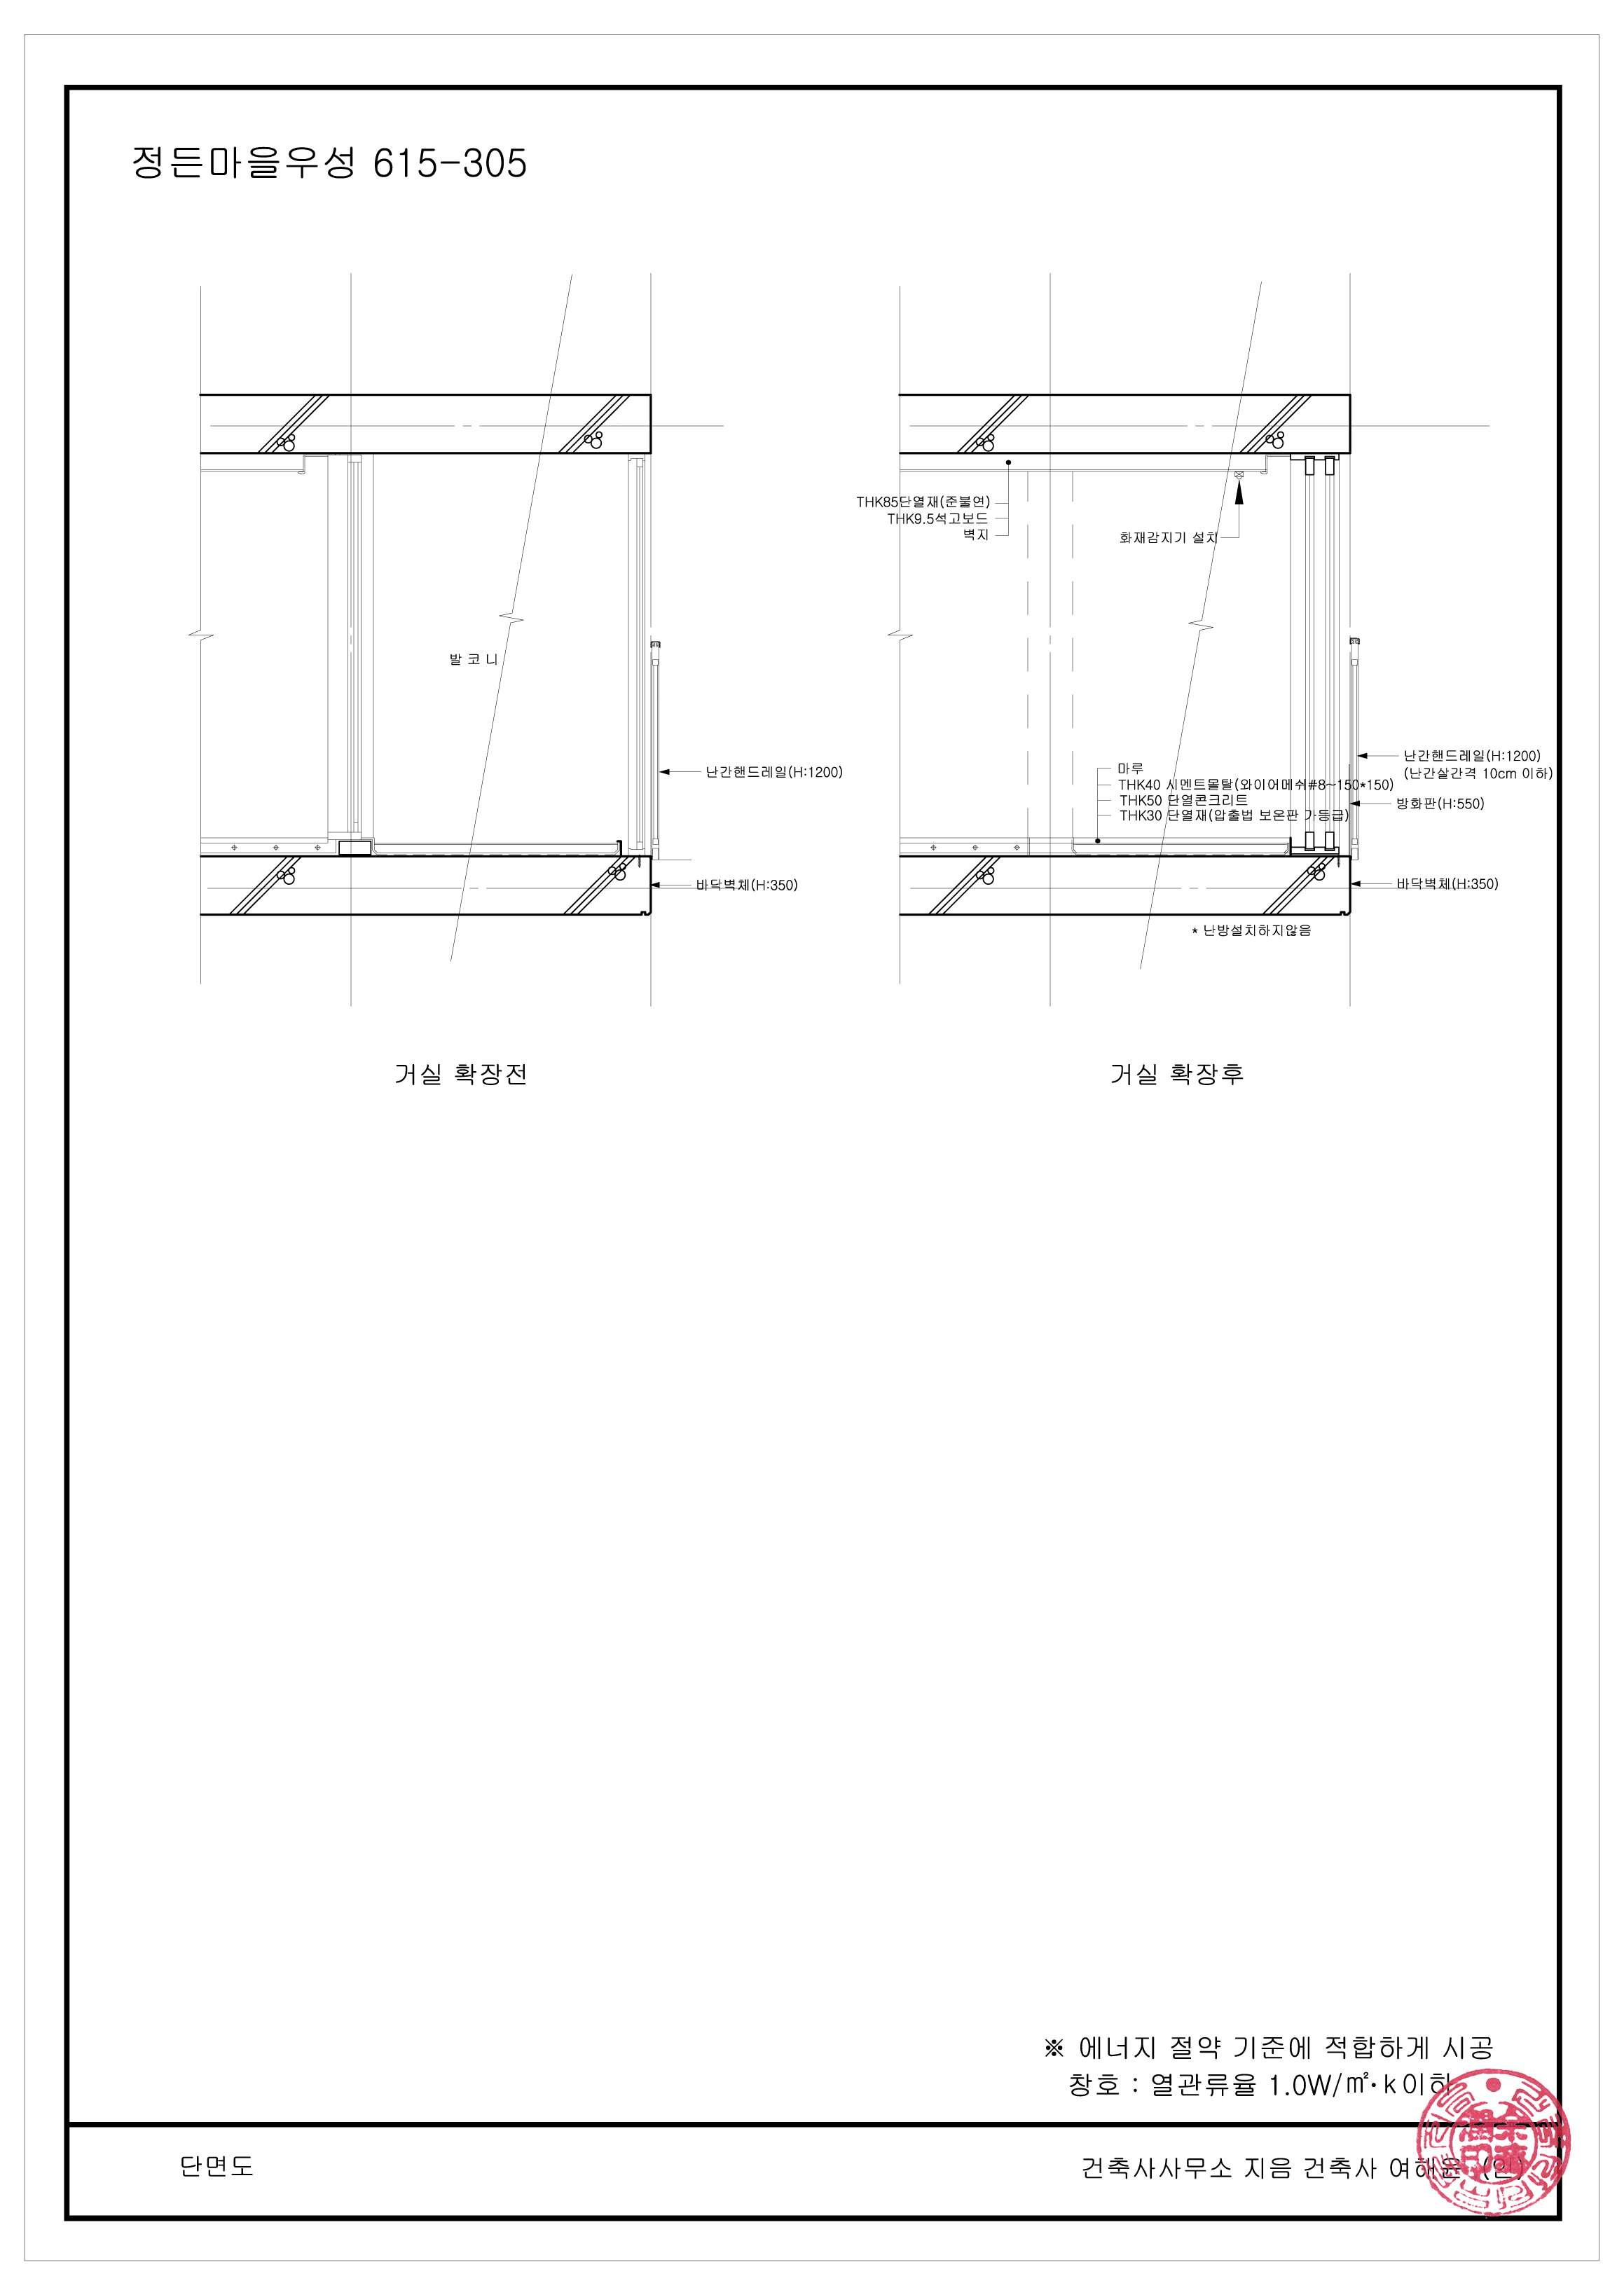 정든마을우성 615-305
THK85단열재(준불연)
THK9.5석고보드
벽지
화재감지기 설치
발 코 니
난간핸드레일(H:1200)
바닥벽체(H:350)
난간핸드레일(H:1200)
(난간살간격 10cm 이하)
마루
THK40 시멘트몰탈(와이어메쉬#8~150*150)
THK50 단열콘크리트
THK30 단열재(압출법 보온판 가등급)
방화판(H:550)
바닥벽체(H:350)
* 난방설치하지않음
거실 확장전
거실 확장후
※ 에너지 절약 기준에 적합하게 시공
창호 : 열관류율 1.0W/㎡·k이하
단면도
건축사사무소 지음 건축사 여해윤 (인)